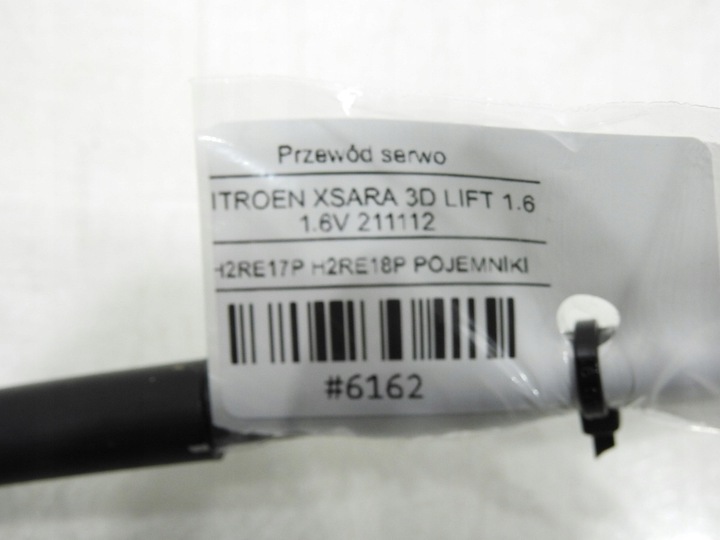 Przewód serwo
ITROEN XSARA 3D LIFT 1.6
1.6V 211112
H2RE17P H2RE18P POJEMNIKI
#6162